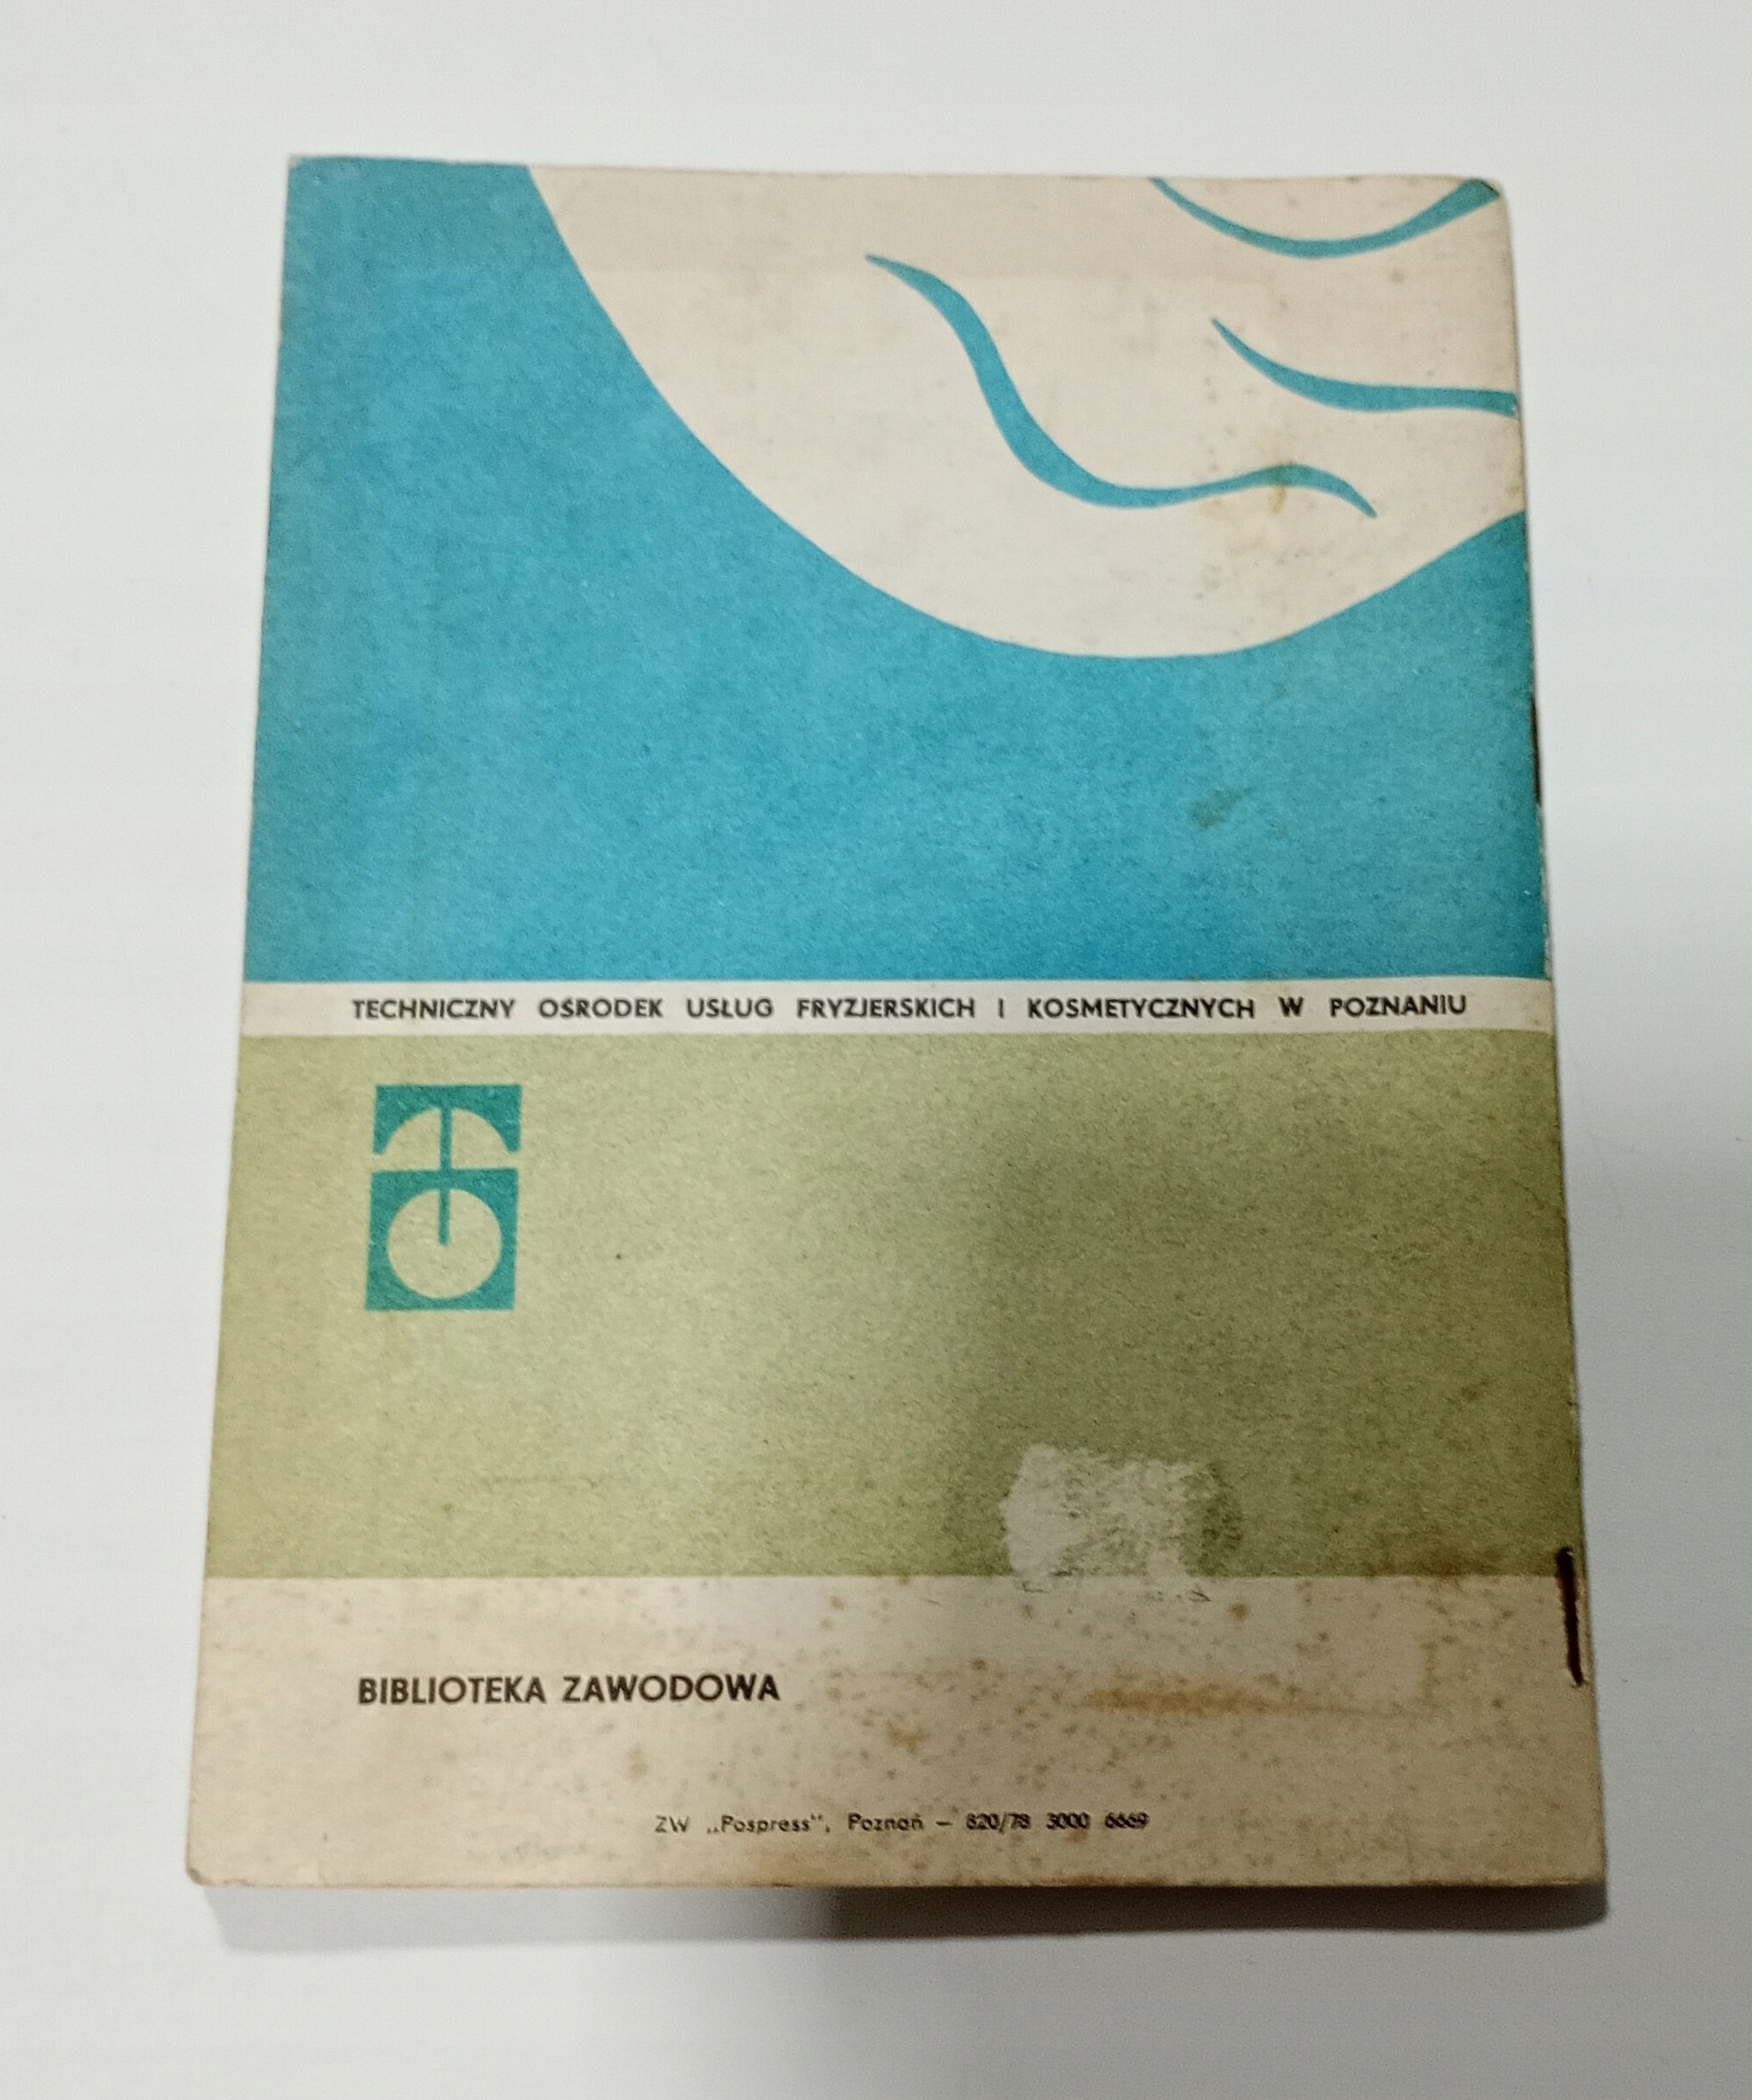 TECHNICZNY OŚRODEK USŁUG FRYZJERSKICH I KOSMETYCZNYCH W POZNANIU
BIBLIOTEKA ZAWODOWA
ZW „Pospress”, Poznań — 820/78 3000 6669